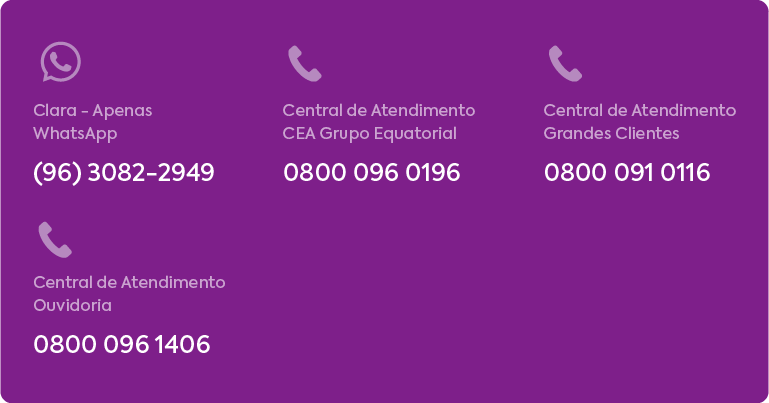 Clara - Apenas
WhatsApp
(96) 3082-2949
Central de Atendimento
CEA Grupo Equatorial
0800 096 0196
Central de Atendimento
Grandes Clientes
0800 091 0116
Central de Atendimento
Ouvidoria
0800 096 1406